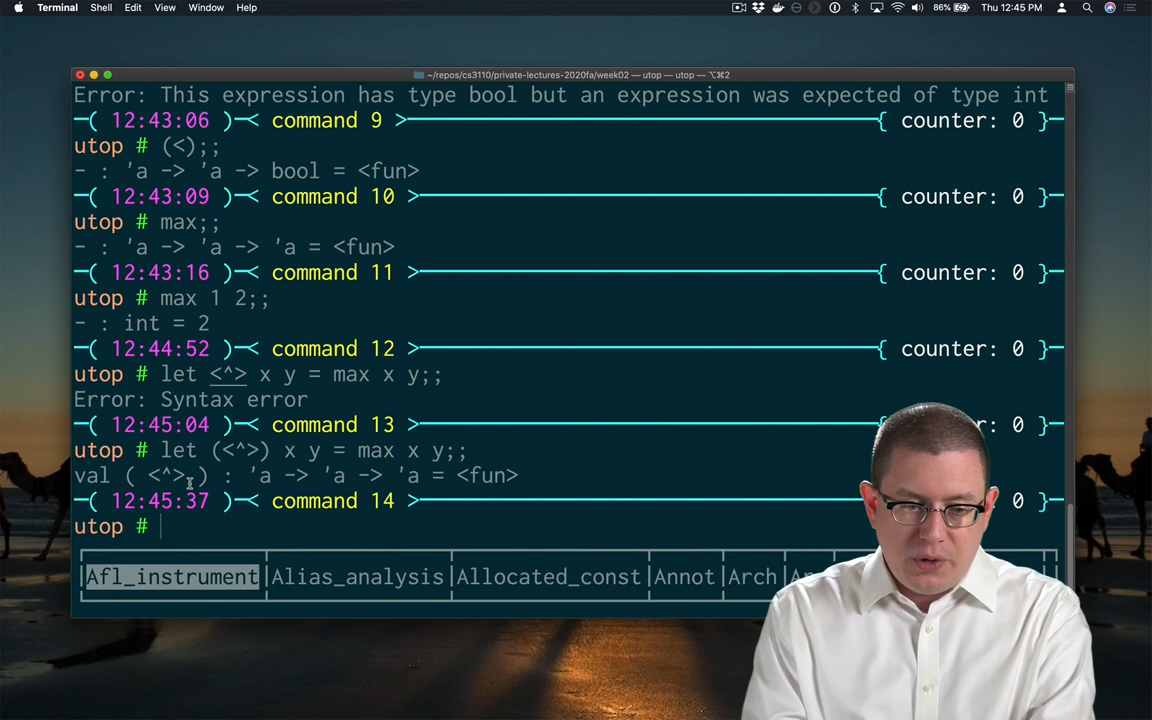 Terminal Shell Edit View Window Help 86% Thu 12:45 PM
~/repos/cs3110/private-lectures-2020fa/week02 — utop — utop — ⌥⌘2
Error: This expression has type bool but an expression was expected of type int
─( 12:43:06 )─< command 9 >─{ counter: 0 }─
utop # (<);;
- : 'a -> 'a -> bool = <fun>
─( 12:43:09 )─< command 10 >─{ counter: 0 }─
utop # max;;
- : 'a -> 'a -> 'a = <fun>
─( 12:43:16 )─< command 11 >─{ counter: 0 }─
utop # max 1 2;;
- : int = 2
─( 12:44:52 )─< command 12 >─{ counter: 0 }─
utop # let <^> x y = max x y;;
Error: Syntax error
─( 12:45:04 )─< command 13 >─{ r: 0 }─
utop # let (<^>) x y = max x y;;
val ( <^> ) : 'a -> 'a -> 'a = <fun>
─( 12:45:37 )─< command 14 >─ 0 }─
utop #
Afl_instrument Alias_analysis Allocated_const Annot Arch